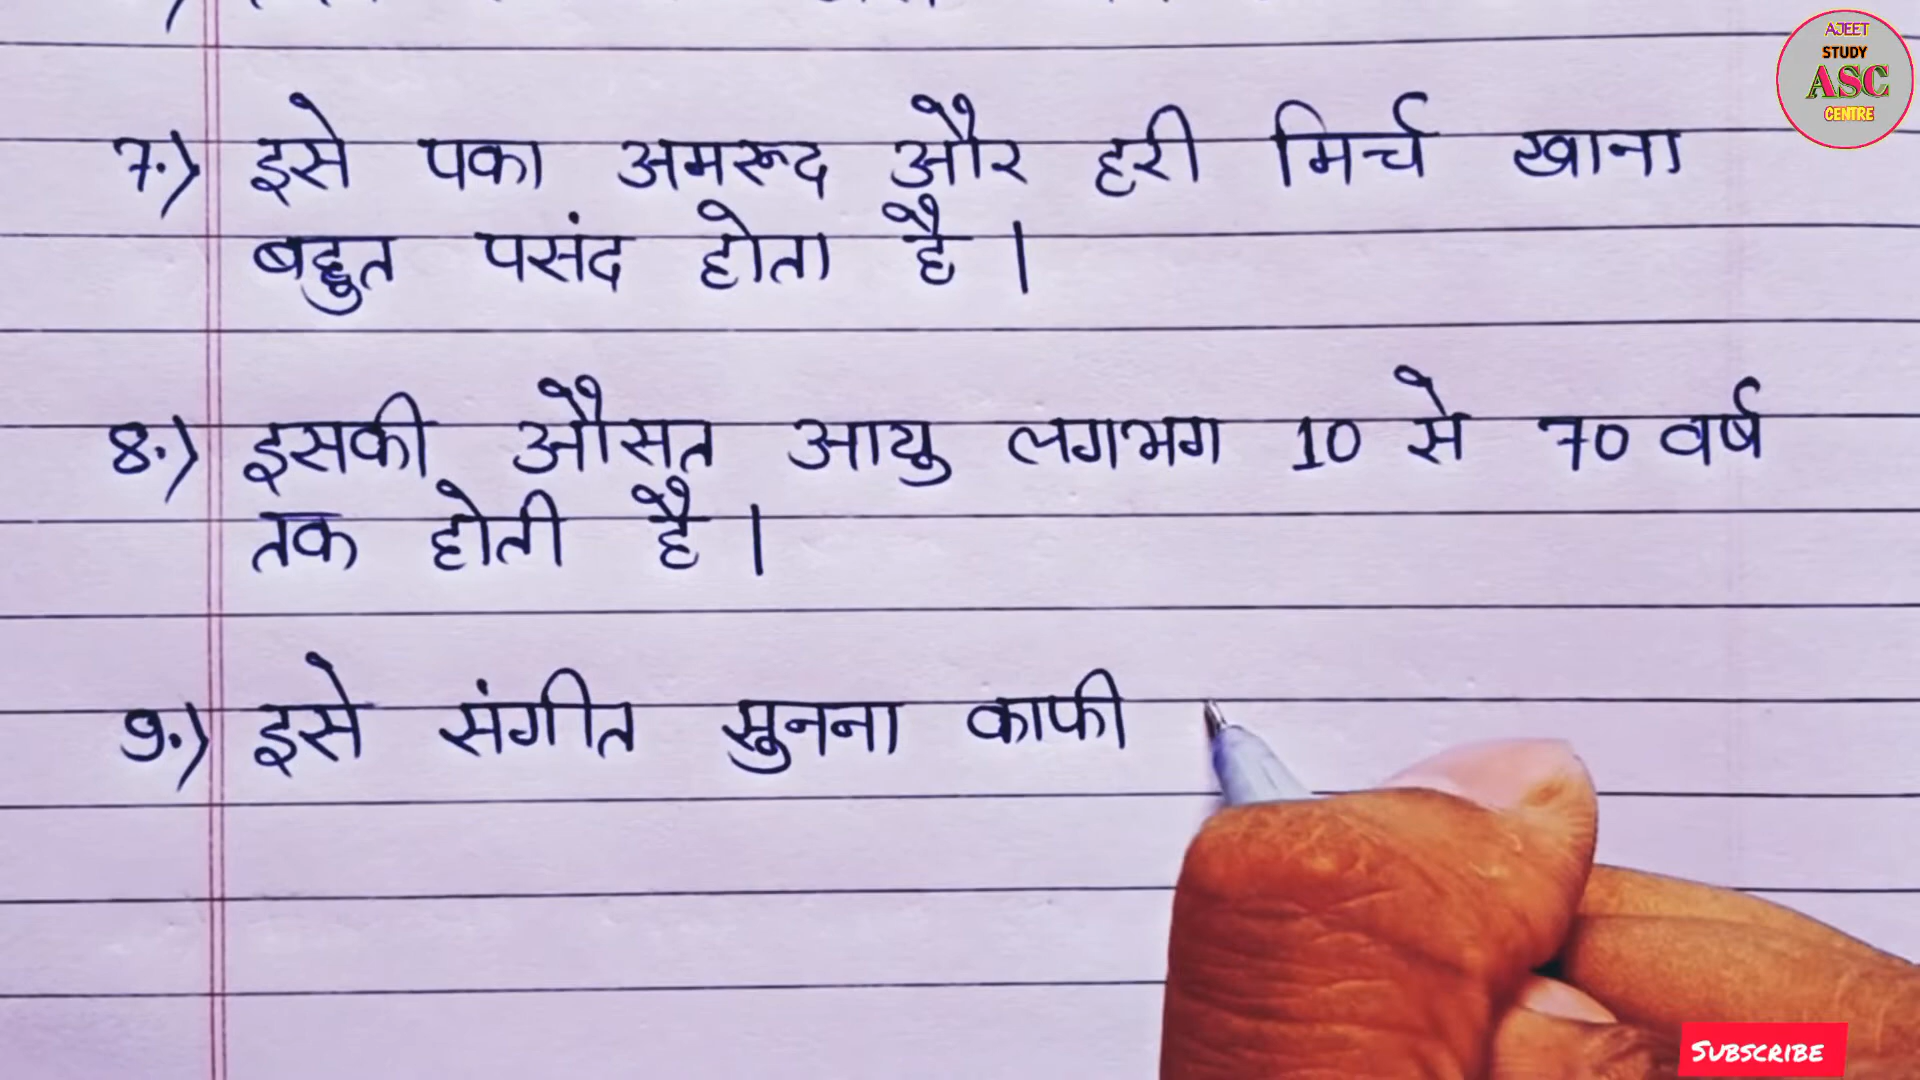 7.) इसे पका अमरूद और हरी मिर्च खाना
बहुत पसंद होता है।
8.) इसकी औसत आयु लगभग 10 से 70 वर्ष
तक होती है।
9.) इसे संगीत सुनना काफी
AJEET
STUDY
ASC
CENTRE
SUBSCRIBE